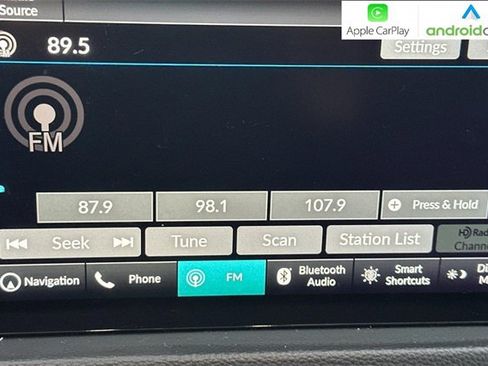 Source
89.5
Settings
Apple CarPlay
FM
87.9
98.1
107.9
Press & Hold
Seek
Tune
Scan
Station List
Navigation
Phone
FM
Bluetooth
Audio
Smart
Shortcuts